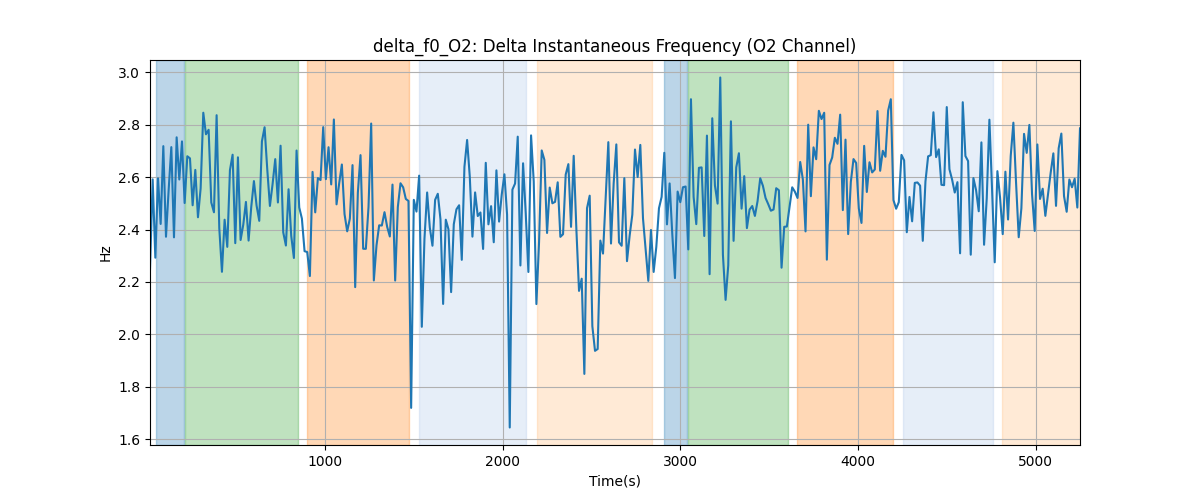 delta_f0_O2: Delta Instantaneous Frequency (O2 Channel)
3.0
2.8
2.6
2.4
2.2
2.0
1.8
1.6
Hz
1000 2000 3000 4000 5000
Time(s)